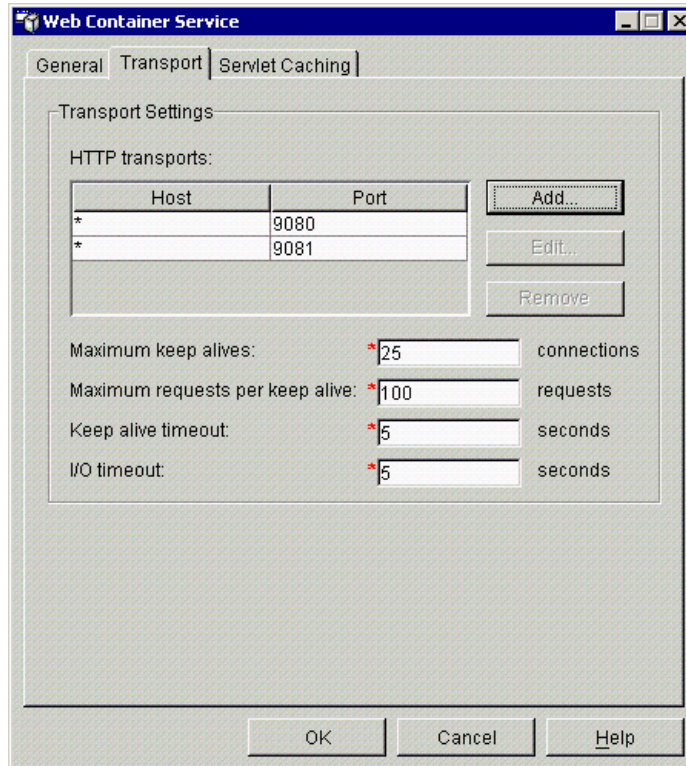 Web Container Service
General Transport Servlet Caching
Transport Settings
HTTP transports:
Host Port Add...
* 9080
* 9081 Edit...
Remove
Maximum keep alives: *25 connections
Maximum requests per keep alive: *100 requests
Keep alive timeout: *5 seconds
I/O timeout: *5 seconds
OK Cancel Help